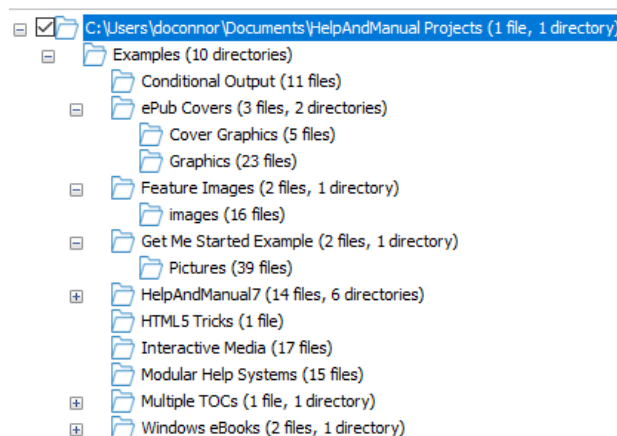 C:\Users\doconnor\Documents\HelpAndManual Projects (1 file, 1 directory)
Examples (10 directories)
Conditional Output (11 files)
ePub Covers (3 files, 2 directories)
Cover Graphics (5 files)
Graphics (23 files)
Feature Images (2 files, 1 directory)
images (16 files)
Get Me Started Example (2 files, 1 directory)
Pictures (39 files)
HelpAndManual7 (14 files, 6 directories)
HTML5 Tricks (1 file)
Interactive Media (17 files)
Modular Help Systems (15 files)
Multiple TOCs (1 file, 1 directory)
Windows eBooks (2 files, 1 directory)